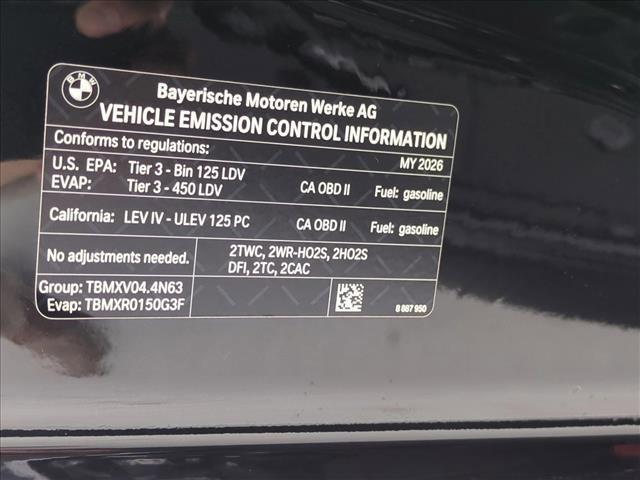 BMW
Bayerische Motoren Werke AG
VEHICLE EMISSION CONTROL INFORMATION
Conforms to regulations: MY 2026
U.S. EPA: Tier 3 - Bin 125 LDV
EVAP: Tier 3 - 450 LDV CA OBD II Fuel: gasoline
California: LEV IV - ULEV 125 PC CA OBD II Fuel: gasoline
No adjustments needed. 2TWC, 2WR-HO2S, 2HO2S
DFI, 2TC, 2CAC
Group: TBMXV04.4N63
Evap: TBMXR0150G3F 8 887 950